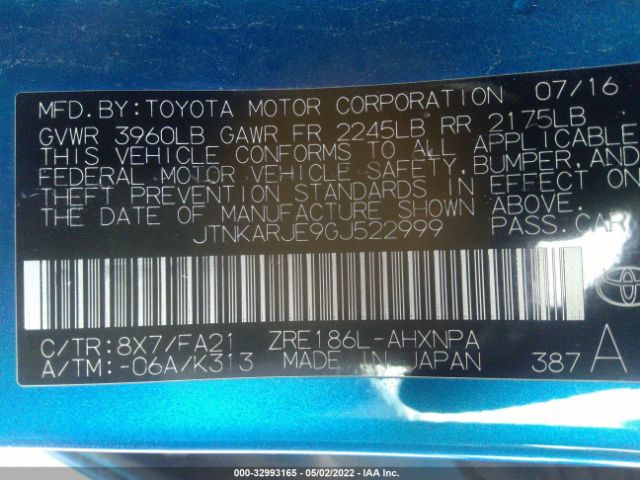 MFD. BY: TOYOTA MOTOR CORPORATION 07/16
GVWR 3960LB GAWR FR 2245LB RR 2175LB
THIS VEHICLE CONFORMS TO ALL APPLICABLE
FEDERAL MOTOR VEHICLE SAFETY, BUMPER, AND
THEFT PREVENTION STANDARDS IN EFFECT ON
THE DATE OF MANUFACTURE SHOWN ABOVE.
JTNKARJE9GJ522999 PASS. CAR
C/TR: 8X7/FA21 ZRE186L-AHXNPA
A/TM: -06A/K313 MADE IN JAPAN 387 A
000-32993165 - 05/02/2022 - IAA Inc.